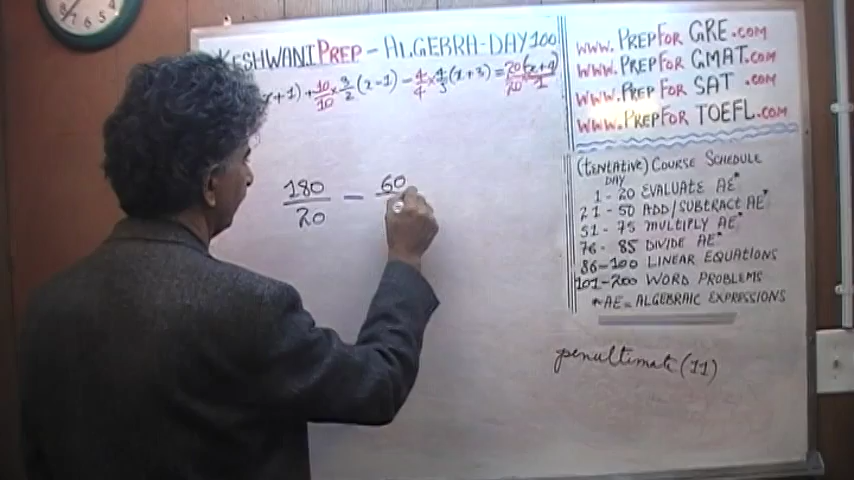 KESHWANI PREP - ALGEBRA-DAY 100
x+1) + 10/10 × 3/2 (x-1) - 4/4 × 4/5 (x+3) = 20/20 (x+4)/1
180/20 - 60
www.PREPFOR GRE.COM
www.PREPFOR GMAT.COM
www.PREPFOR SAT.COM
www.PREPFOR TOEFL.COM
(TENTATIVE) COURSE SCHEDULE
DAY
1-20 EVALUATE AE*
21-50 ADD/SUBTRACT AE*
51-75 MULTIPLY AE*
76-85 DIVIDE AE*
86-100 LINEAR EQUATIONS
101-200 WORD PROBLEMS
*AE= ALGEBRAIC EXPRESSIONS
penultimate (11)